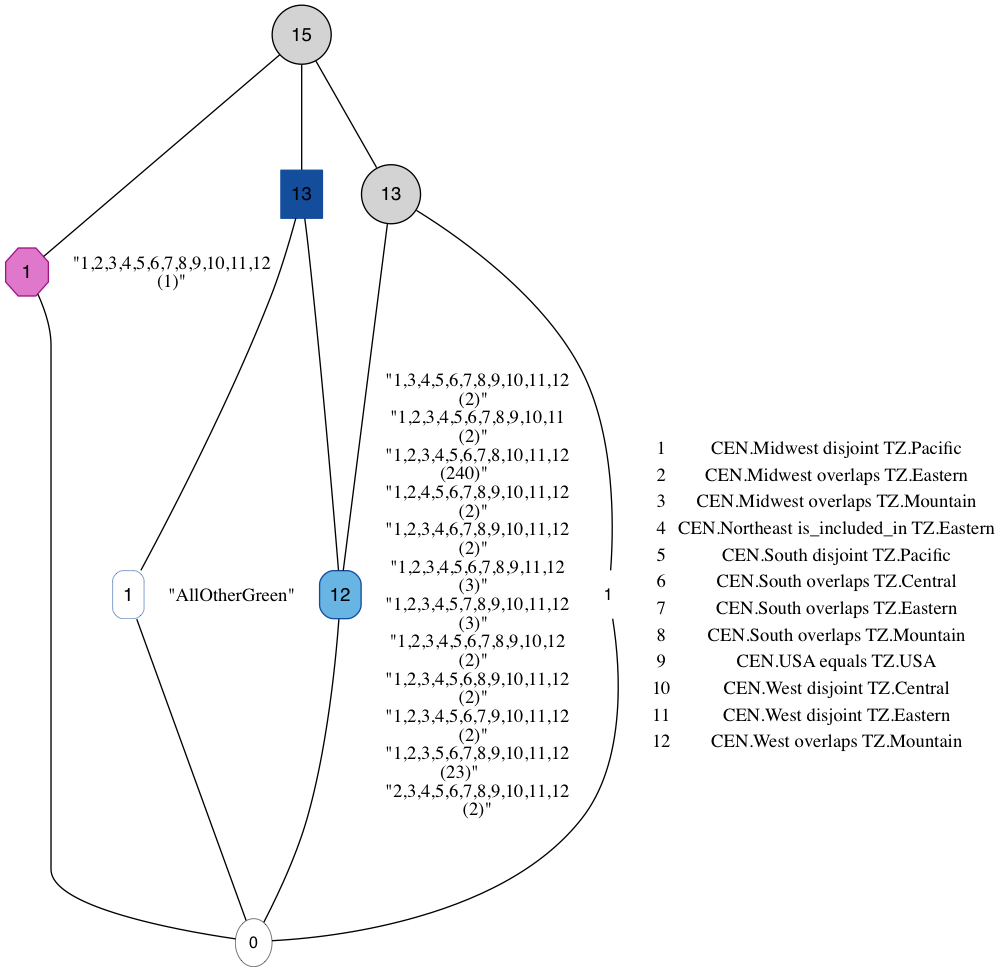 15
13
13
1
"1,2,3,4,5,6,7,8,9,10,11,12
(1)"
"1,3,4,5,6,7,8,9,10,11,12
(2)"
"1,2,3,4,5,6,7,8,9,10,11
(2)"
"1,2,3,4,5,6,7,8,10,11,12
(240)"
"1,2,4,5,6,7,8,9,10,11,12
(2)"
"1,2,3,4,6,7,8,9,10,11,12
(2)"
"1,2,3,4,5,6,7,8,9,11,12
(3)"
"1,2,3,4,5,7,8,9,10,11,12
(3)"
"1,2,3,4,5,6,7,8,9,10,12
(2)"
"1,2,3,4,5,6,8,9,10,11,12
(2)"
"1,2,3,4,5,6,7,9,10,11,12
(2)"
"1,2,3,5,6,7,8,9,10,11,12
(23)"
"2,3,4,5,6,7,8,9,10,11,12
(2)"
1
"AllOtherGreen"
12
1
0
1 CEN.Midwest disjoint TZ.Pacific
2 CEN.Midwest overlaps TZ.Eastern
3 CEN.Midwest overlaps TZ.Mountain
4 CEN.Northeast is_included_in TZ.Eastern
5 CEN.South disjoint TZ.Pacific
6 CEN.South overlaps TZ.Central
7 CEN.South overlaps TZ.Eastern
8 CEN.South overlaps TZ.Mountain
9 CEN.USA equals TZ.USA
10 CEN.West disjoint TZ.Central
11 CEN.West disjoint TZ.Eastern
12 CEN.West overlaps TZ.Mountain